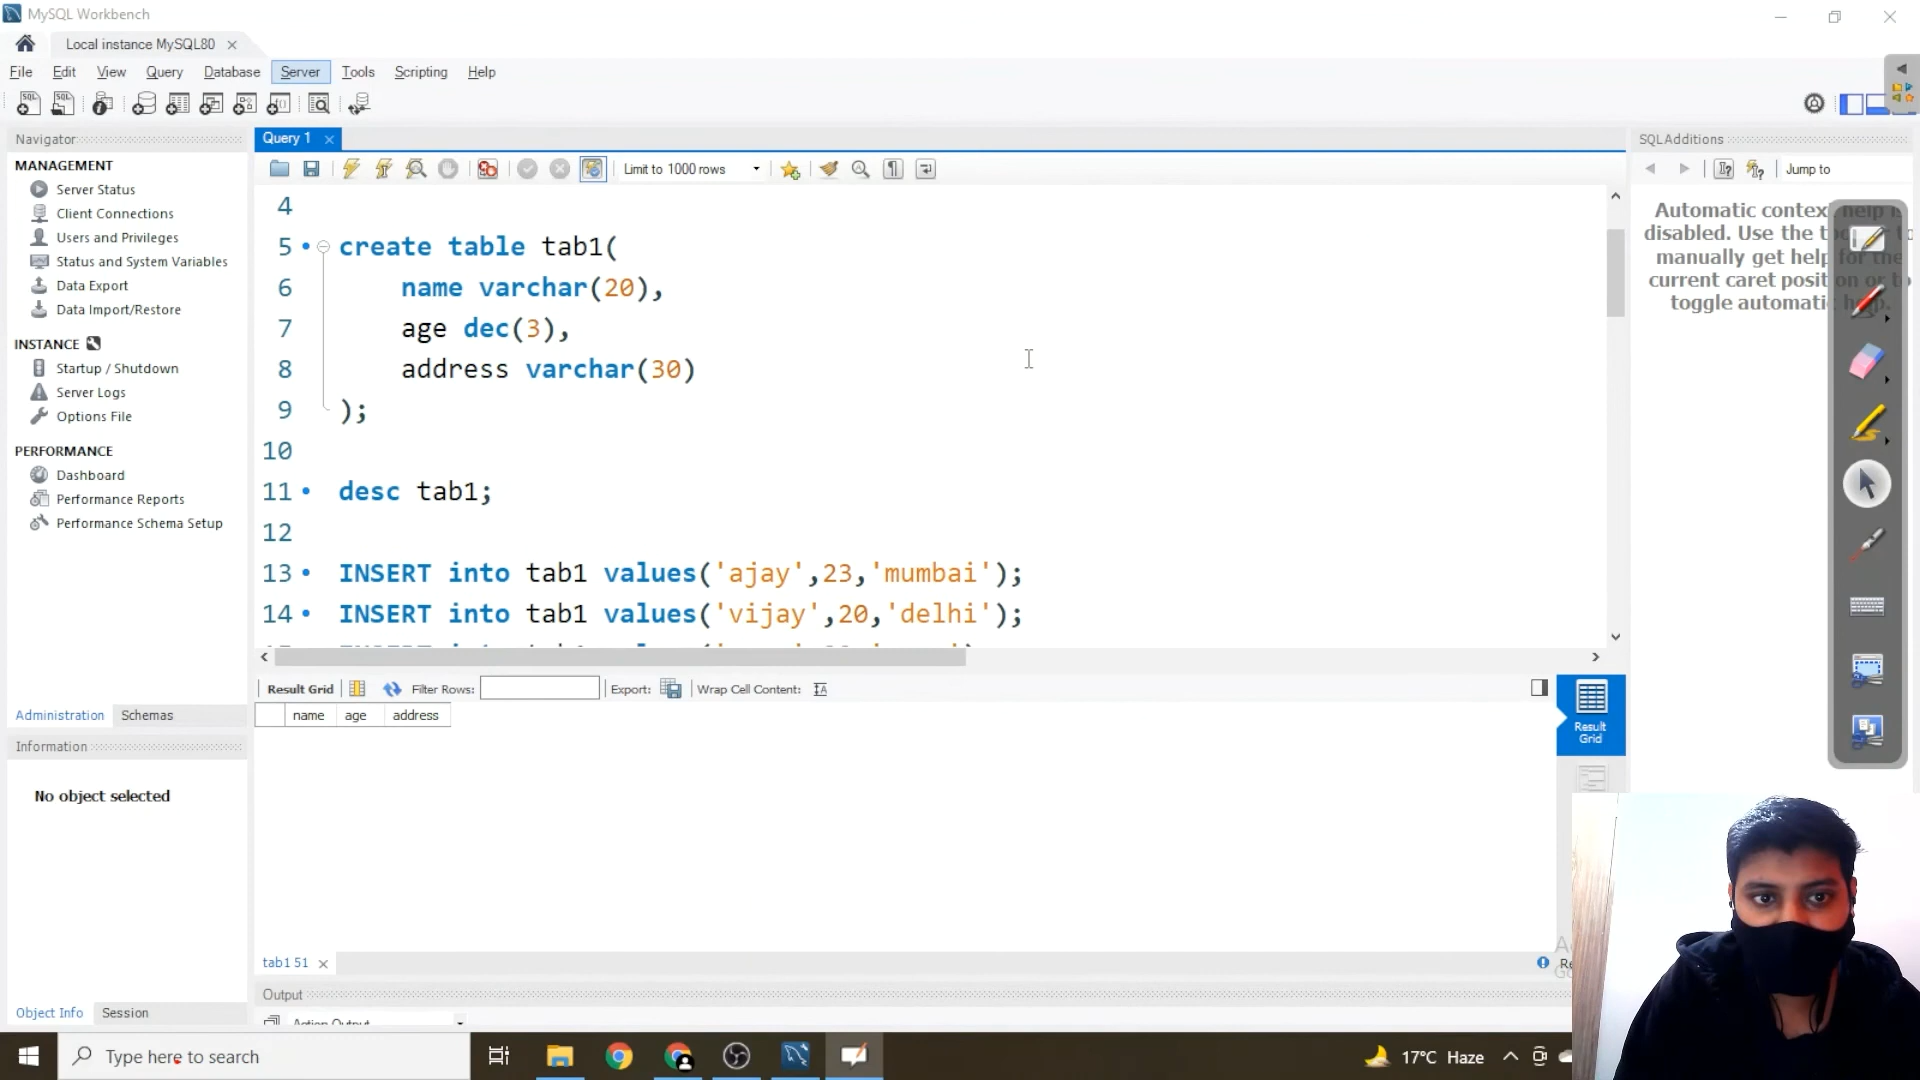 MySQL Workbench
Local instance MySQL80
File Edit View Query Database Server Tools Scripting Help
Navigator
Query 1
SQLAdditions
MANAGEMENT
Limit to 1000 rows
Jump to
Server Status
Client Connections
Users and Privileges
Status and System Variables
Data Export
Data Import/Restore
INSTANCE
Startup / Shutdown
Server Logs
Options File
PERFORMANCE
Dashboard
Performance Reports
Performance Schema Setup
4
5 create table tab1(
6 name varchar(20),
7 age dec(3),
8 address varchar(30)
9 );
10
11 desc tab1;
12
13 INSERT into tab1 values('ajay',23,'mumbai');
14 INSERT into tab1 values('vijay',20,'delhi');
Automatic context help is
disabled. Use the to
manually get help for the
current caret position or to
toggle automatic help.
Result Grid Filter Rows: Export: Wrap Cell Content:
name age address
Result
Grid
Administration Schemas
Information
No object selected
tab1 51
Output
Action Output
Object Info Session
Type here to search
17°C Haze